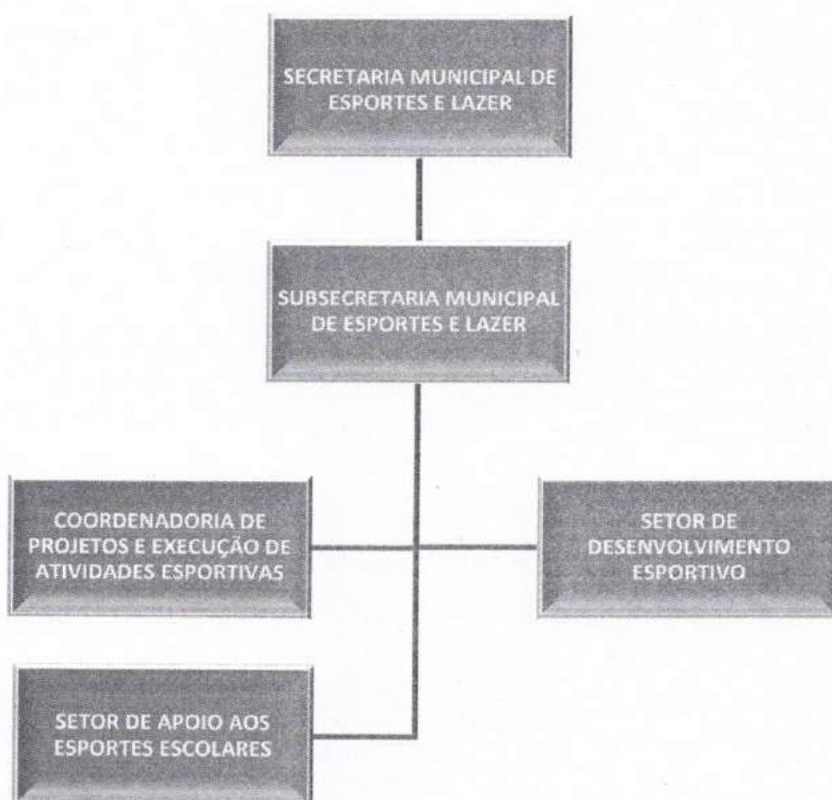 SECRETARIA MUNICIPAL DE
ESPORTES E LAZER
SUBSECRETARIA MUNICIPAL
DE ESPORTES E LAZER
COORDENADORIA DE
PROJETOS E EXECUÇÃO DE
ATIVIDADES ESPORTIVAS
SETOR DE
DESENVOLVIMENTO
ESPORTIVO
SETOR DE APOIO AOS
ESPORTES ESCOLARES